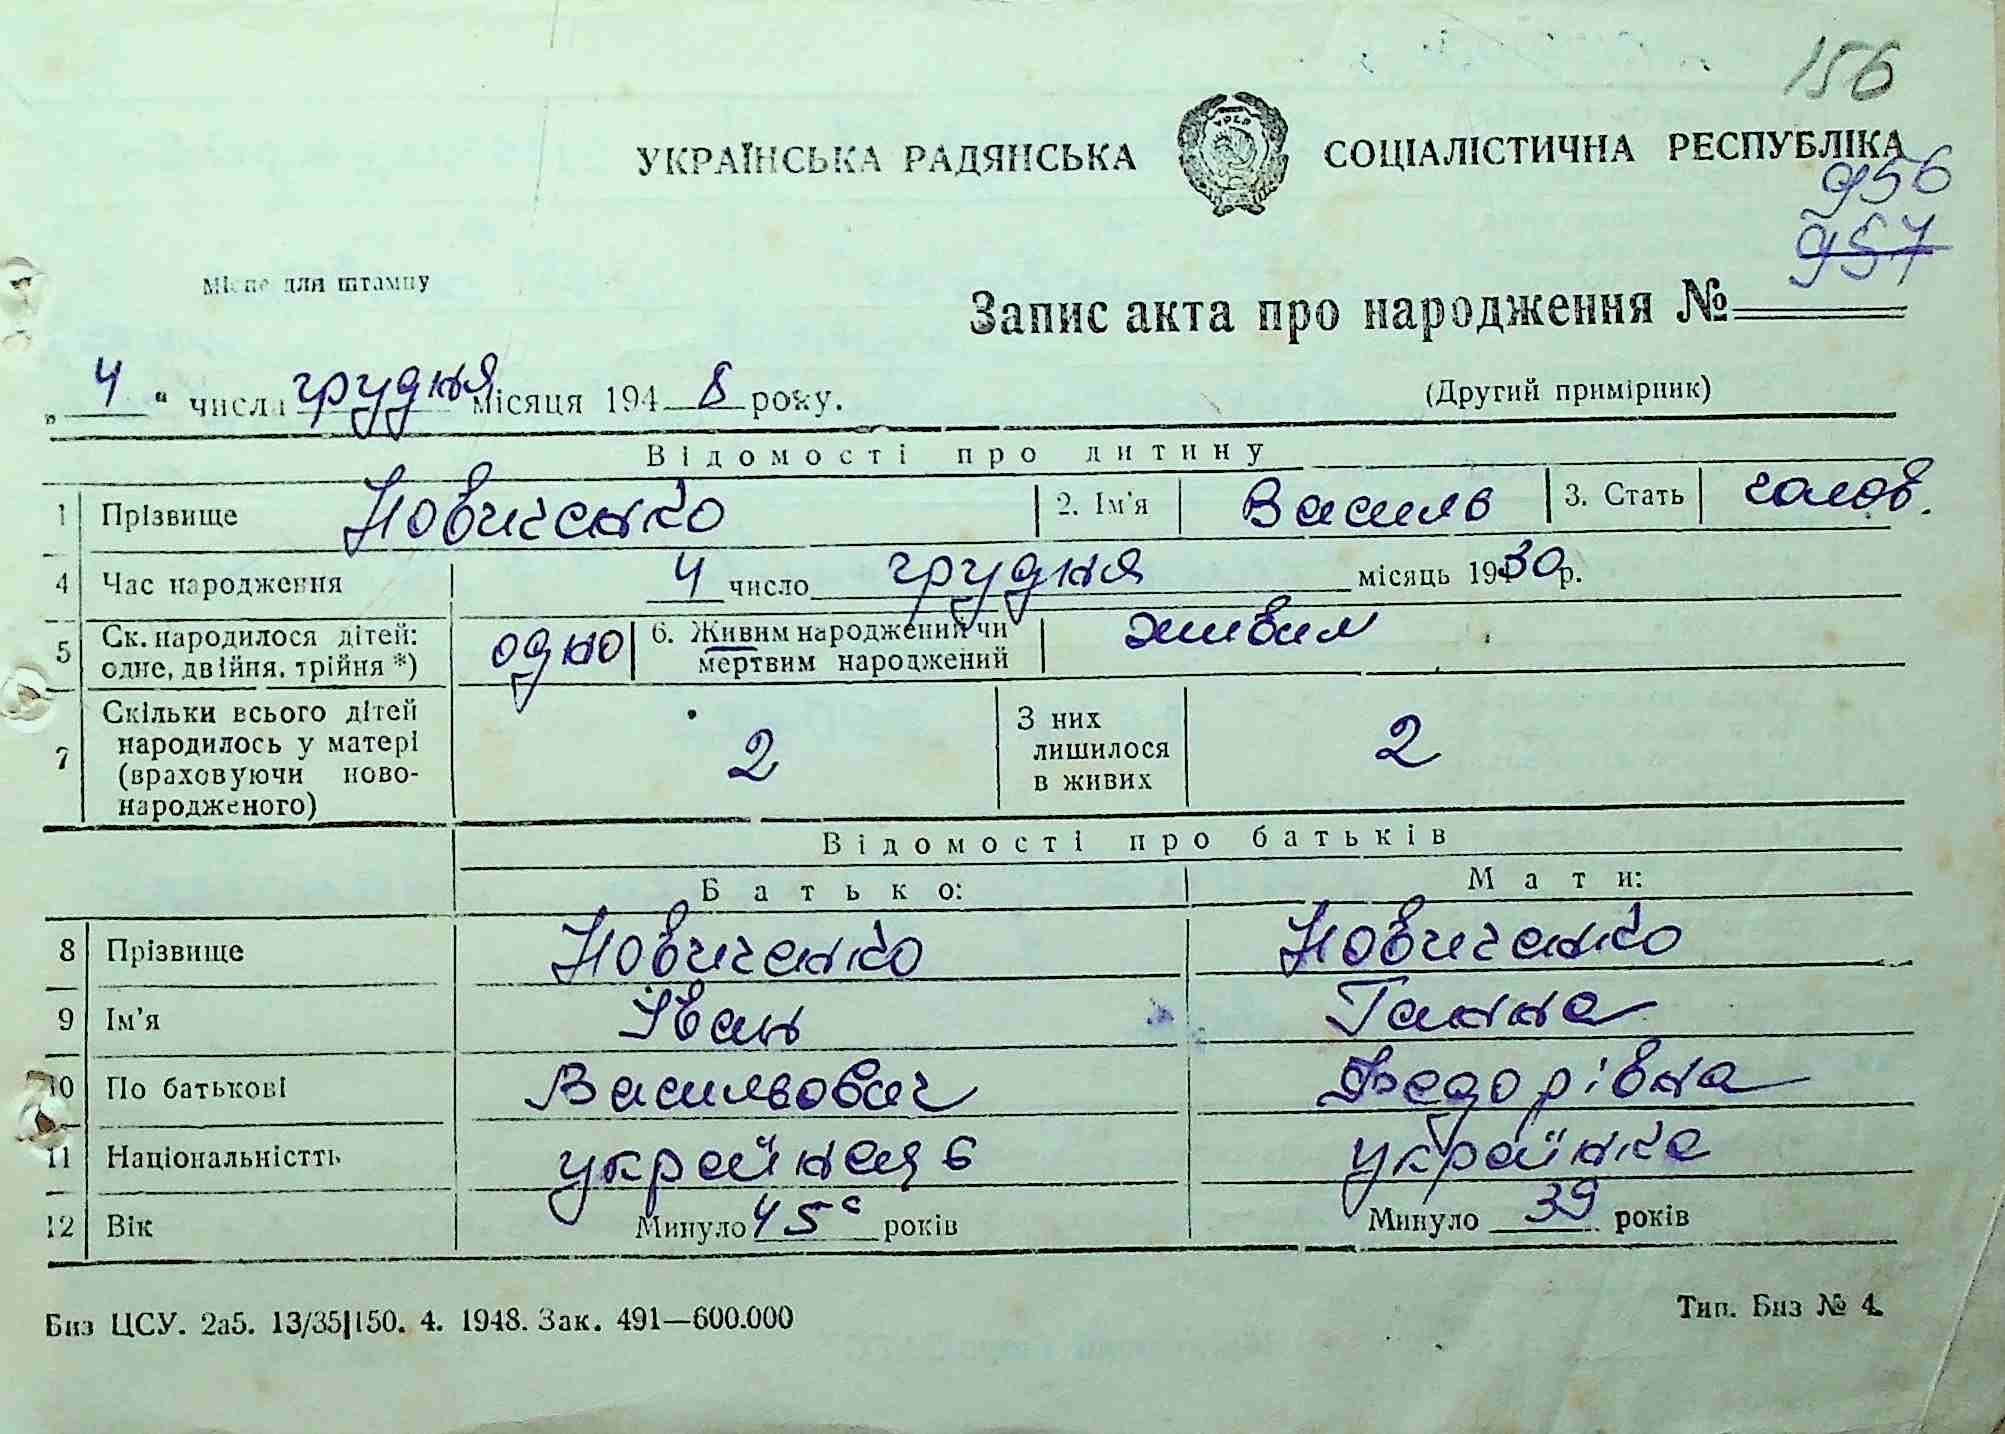 156
УКРАЇНСЬКА РАДЯНСЬКА СОЦІАЛІСТИЧНА РЕСПУБЛІКА
956
957
Місце для штампу
Запис акта про народження №
„4“ числа грудня місяця 1948 року.
(Другий примірник)
Відомості про дитину
1 Прізвище Новиченко 2. Ім'я Василь 3. Стать чолов.
4 Час народження 4 число грудня місяць 1930 р.
5 Ск. народилося дітей: одне, двійня, трійня *) одно 6. Живим народжений чи мертвим народжений живим
7 Скільки всього дітей народилось у матері (враховуючи новонародженого) 2 З них лишилося в живих 2
Відомості про батьків
Батько: Мати:
8 Прізвище Новиченко Новиченко
9 Ім'я Іван Ганна
10 По батькові Васильович Федорівна
11 Національністть українець українка
12 Вік Минуло 45 років Минуло 39 років
Биз ЦСУ. 2а5. 13/35|150. 4. 1948. Зак. 491—600.000
Тип. Биз № 4.